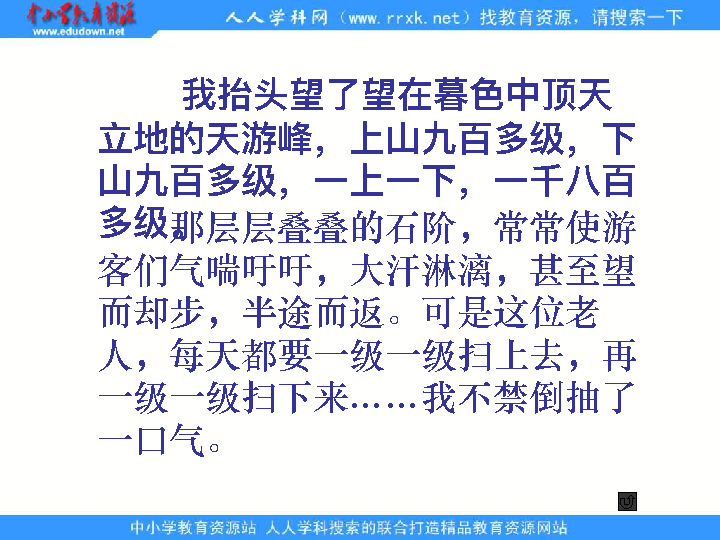 中小学教育资源
www.edudown.net
人人学科网（www.rrxk.net）找教育资源，请搜索一下
我抬头望了望在暮色中顶天
立地的天游峰，上山九百多级，下
山九百多级，一上一下，一千八百
多级。那层层叠叠的石阶，常常使游
客们气喘吁吁，大汗淋漓，甚至望
而却步，半途而返。可是这位老
人，每天都要一级一级扫上去，再
一级一级扫下来……我不禁倒抽了
一口气。
中小学教育资源站 人人学科搜索的联合打造精品教育资源网站